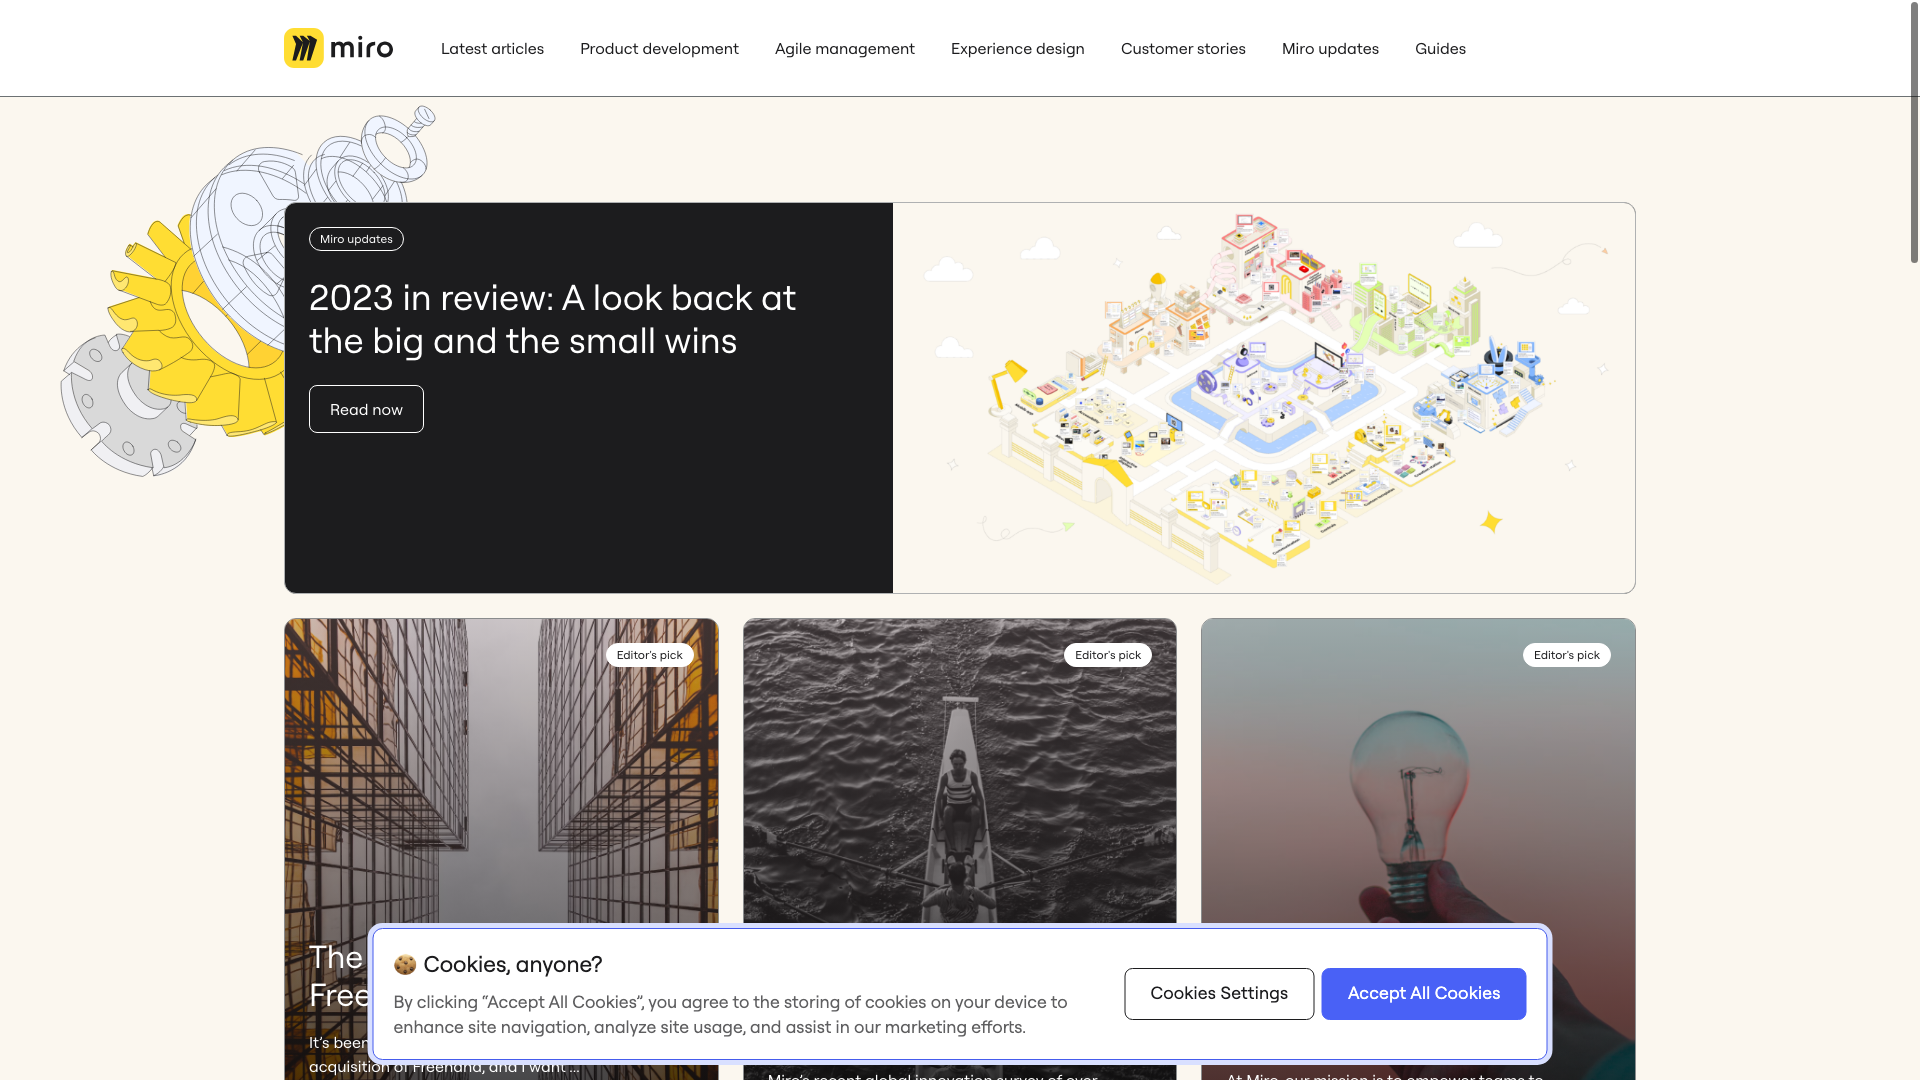 miro
Latest articles
Product development
Agile management
Experience design
Customer stories
Miro updates
Guides
Miro updates
2023 in review: A look back at
the big and the small wins
Read now
Editor's pick
Editor's pick
Editor's pick
The
Free
It's been
acquisition of Freehand, and I want ...
Miro's recent global innovation survey of over
At Miro, our mission is to empower teams to
Cookies, anyone?
By clicking “Accept All Cookies”, you agree to the storing of cookies on your device to
enhance site navigation, analyze site usage, and assist in our marketing efforts.
Cookies Settings
Accept All Cookies